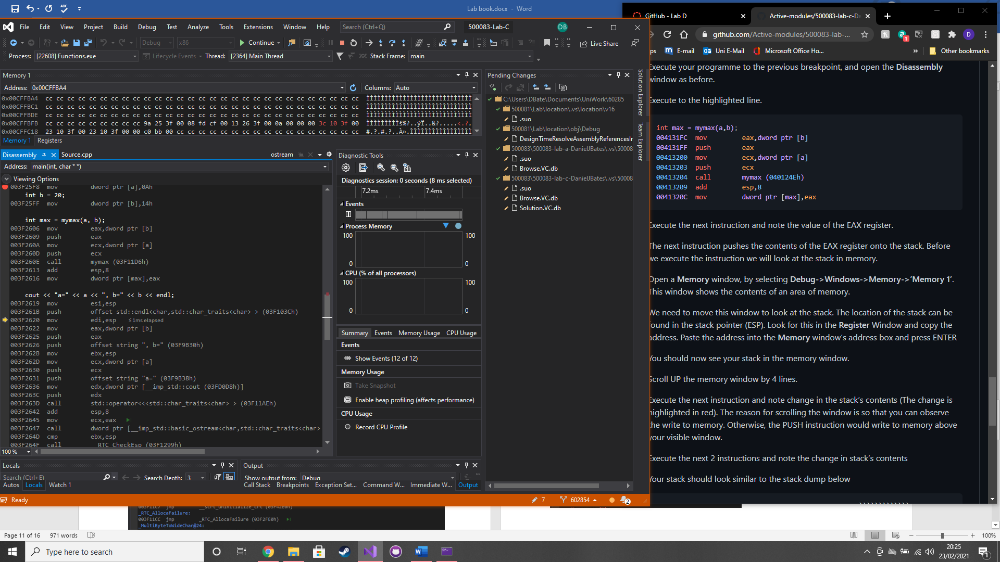 Lab book.docx - Word
File Edit View Project Build Debug Test Analyze Tools Extensions Window Help
Search (Ctrl+Q)
500083-Lab-C
DB
Debug
x86
Continue
Live Share
Process: [22608] Functions.exe
Lifecycle Events
Thread: [2364] Main Thread
Stack Frame: main
Memory 1
Address: 0x00CFFBA4
Columns: Auto
0x00CFFBA4 cc cc cc cc cc cc cc cc cc cc cc cc cc cc cc cc cc cc cc cc cc cc cc cc cc cc cc cc cc
0x00CFFBC1 cc cc cc cc cc cc cc cc cc cc cc cc cc cc cc cc cc cc cc cc cc cc cc cc cc cc cc cc cc
0x00CFFBDE cc cc cc cc cc cc cc cc cc cc cc cc cc cc cc cc cc cc cc cc cc cc cc cc cc cc cc cc cc
0x00CFFBFB cc cc cc cc cc cc cc cc cc 9a 25 3f 00 08 fd cf 00 13 26 3f 00 0a 00 00 00 3c 10 3f 00
0x00CFFC18 23 10 3f 00 23 10 3f 00 00 c0 bb 00 cc cc cc cc cc cc cc cc cc cc cc cc cc cc cc cc cc
Memory 1 Registers
Disassembly
Source.cpp
ostream
Address: main(int, char * *)
Viewing Options
003F25F8 mov dword ptr [a],0Ah
int b = 20;
003F25FF mov dword ptr [b],14h
int max = mymax(a, b);
003F2606 mov eax,dword ptr [b]
003F2609 push eax
003F260A mov ecx,dword ptr [a]
003F260D push ecx
003F260E call mymax (03F11D6h)
003F2613 add esp,8
003F2616 mov dword ptr [max],eax
cout << "a=" << a << ", b=" << b << endl;
003F2619 mov esi,esp
003F261B push offset std::endl<char,std::char_traits<char> > (03F103Ch)
003F2620 mov edi,esp ≤1ms elapsed
003F2622 mov eax,dword ptr [b]
003F2625 push eax
003F2626 push offset string ", b=" (03F9B30h)
003F262B mov ebx,esp
003F262D mov ecx,dword ptr [a]
003F2630 push ecx
003F2631 push offset string "a=" (03F9B38h)
003F2636 mov edx,dword ptr [__imp_std::cout (03FD0D8h)]
003F263C push edx
003F263D call std::operator<<<std::char_traits<char> > (03F11AEh)
003F2642 add esp,8
003F2645 mov ecx,eax
003F2647 call dword ptr [__imp_std::basic_ostream<char,std::char_traits<char>
003F264D cmp ebx,esp
003F264F call __RTC_CheckEsp (03F1299h)
100 %
Diagnostic Tools
Diagnostics session: 0 seconds (8 ms selected)
7.2ms
7.4ms
Events
Process Memory
100
100
0
0
CPU (% of all processors)
100
100
0
0
Summary Events Memory Usage CPU Usage
Events
Show Events (12 of 12)
Memory Usage
Take Snapshot
Enable heap profiling (affects performance)
CPU Usage
Record CPU Profile
Pending Changes
C:\Users\DBate\Documents\UniWork\60285
500081\Lab\location\.vs\location\v16
.suo
500081\Lab\location\obj\Debug
DesignTimeResolveAssemblyReferencesIn
500083\500083-lab-a-DanielJBates\.vs\50008
.suo
Browse.VC.db
500083\500083-lab-c-DanielJBates\.vs\50008
.suo
Browse.VC.db
Solution.VC.db
Solution Explorer
Team Explorer
Locals
Search (Ctrl+E)
Search Depth: 3
Autos Locals Watch 1
Output
Show output from: Debug
Call Stack Breakpoints Exception Set... Command W... Immediate W... Output
Ready
7
602854
2
GitHub - Lab D
Active-modules/500083-lab-c-Da
github.com/Active-modules/500083-lab-...
1
D
ps
E-mail
Uni E-Mail
Microsoft Office Ho...
»
Other bookmarks
Execute your programme to the previous breakpoint, and open the Disassembly
window as before.
Execute to the highlighted line.
int max = mymax(a,b);
004131FC mov eax,dword ptr [b]
004131FF push eax
00413200 mov ecx,dword ptr [a]
00413203 push ecx
00413204 call mymax (040124Eh)
00413209 add esp,8
0041320C mov dword ptr [max],eax
Execute the next instruction and note the value of the EAX register.
The next instruction pushes the contents of the EAX register onto the stack. Before
we execute the instruction we will look at the stack in memory.
Open a Memory window, by selecting Debug->Windows->Memory->'Memory 1'.
This window shows the contents of an area of memory.
We need to move this window to look at the stack. The location of the stack can be
found in the stack pointer (ESP). Look for this in the Register Window and copy the
address. Paste the address into the Memory window's address box and press ENTER
You should now see your stack in the memory window.
Scroll UP the memory window by 4 lines.
Execute the next instruction and note change in the stack's contents (The change is
highlighted in red). The reason for scrolling the window is so that you can observe
the write to memory. Otherwise, the PUSH instruction would write to memory above
your visible window.
Execute the next 2 instructions and note the change in stack's contents
Your stack should look similar to the stack dump below
003F11C7 jmp __scrt_uninitialize_crt (03F42E0h)
_RTC_AllocaFailure:
003F11CC jmp _RTC_AllocaFailure (03F2FE0h)
_MultiByteToWideChar@24:
Page 11 of 16 971 words
100%
Type here to search
20:25
23/02/2021
1